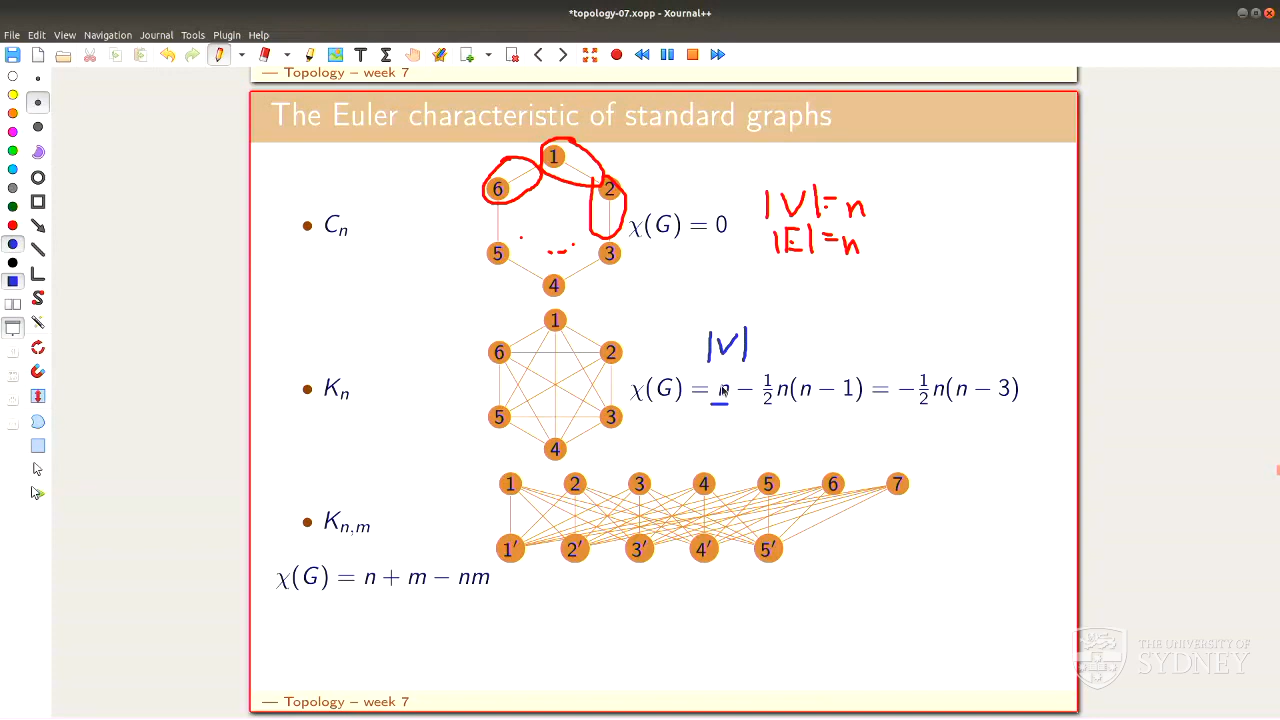 *topology-07.xopp - Xournal++
File Edit View Navigation Journal Tools Plugin Help
— Topology – week 7
The Euler characteristic of standard graphs
1
6 2
5 3
4
• Cₙ
χ(G) = 0
|V| = n
|E| = n
1
6 2
5 3
4
|V|
• Kₙ
χ(G) = n − ½n(n − 1) = −½n(n − 3)
1 2 3 4 5 6 7
• Kₙ,ₘ
1′ 2′ 3′ 4′ 5′
χ(G) = n + m − nm
THE UNIVERSITY OF
SYDNEY
— Topology – week 7